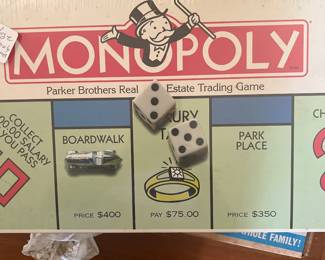 MONOPOLY
Parker Brothers Real Estate Trading Game
COLLECT
SALARY
YOU PASS
BOARDWALK
PRICE $400
PAY $75.00
PARK
PLACE
PRICE $350
WHOLE FAMILY!